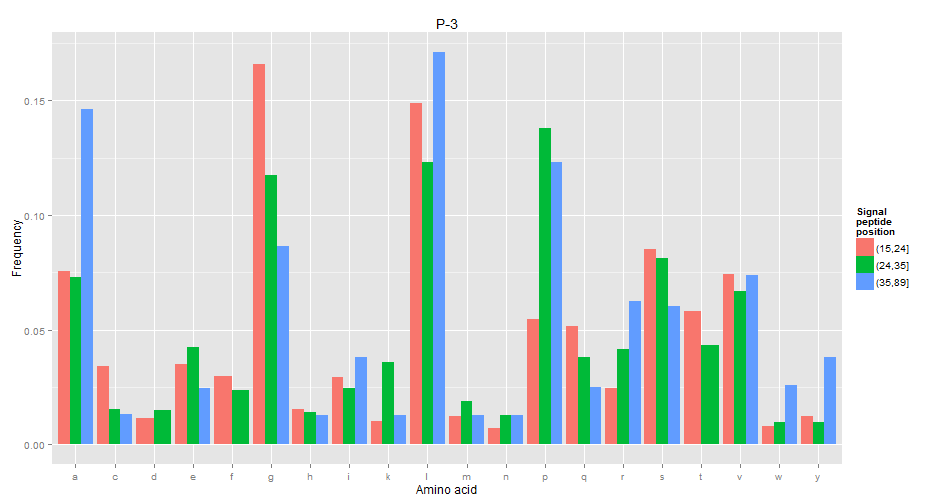 P-3
Frequency
0.15
0.10
0.05
0.00
a c d e f g h i k l m n p q r s t v w y
Amino acid
Signal
peptide
position
(15,24]
(24,35]
(35,89]